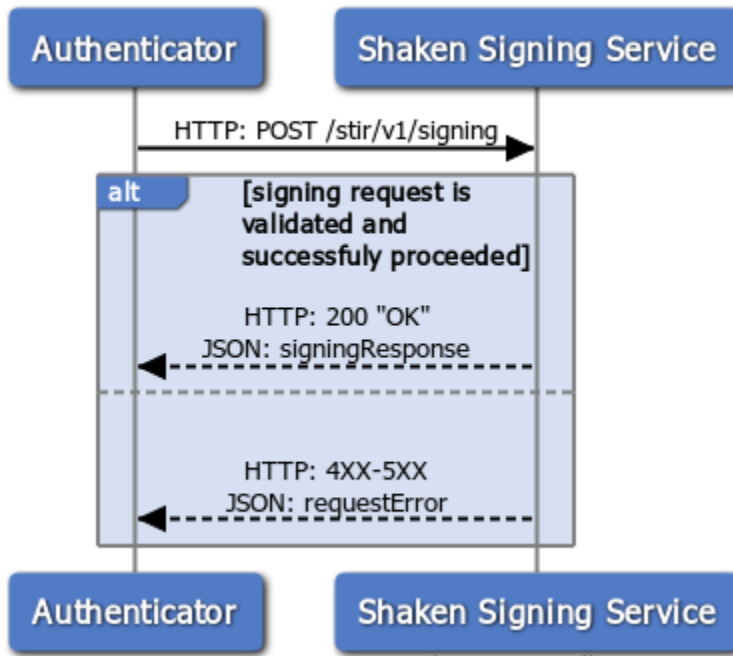 Authenticator
Shaken Signing Service
HTTP: POST /stir/v1/signing
alt
[signing request is
validated and
successfuly proceeded]
HTTP: 200 "OK"
JSON: signingResponse
HTTP: 4XX-5XX
JSON: requestError
Authenticator
Shaken Signing Service